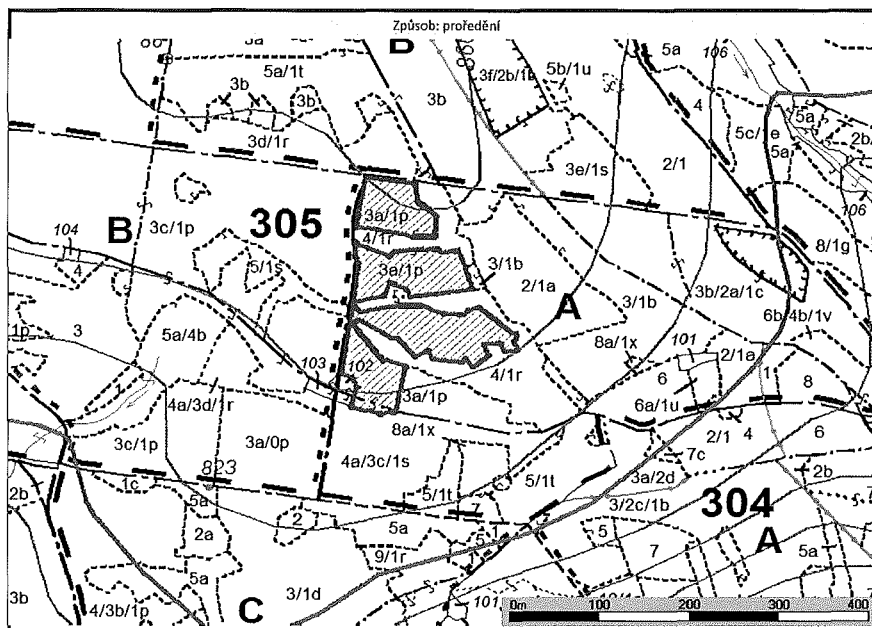 Způsob: proředění
B
5a/1t
3b
3b
3b
3f/2b/1t
5b/1u
5a
106
4
5c/1e
5a
5a
3d/1r
3e/1s
2/1
3c/1p
305
3a/1p
4/1r
104
B
4
5/1s
3a/1p
3/1b
2/1a
A
3/1b
3b/2a/1c
8/1g
106
6b/4b/1v
1p
3
5a/4b
103
102
4/1r
8a/1x
101
2/1a
1
8
6
6a/1u
4a/3d/1r
3a/1p
8a/1x
3c/1p
3a/0p
4a/3c/1s
5/1t
7c
2/1
4
6
3a/2d
2b
823
1c
2b
5a
5/1t
7
3/2c/1b
304
2a
2
5a
5
5
7
A
5a
9/1r
5a
3b
4/3b/1p
C
3/1d
101
0m 100 200 300 400